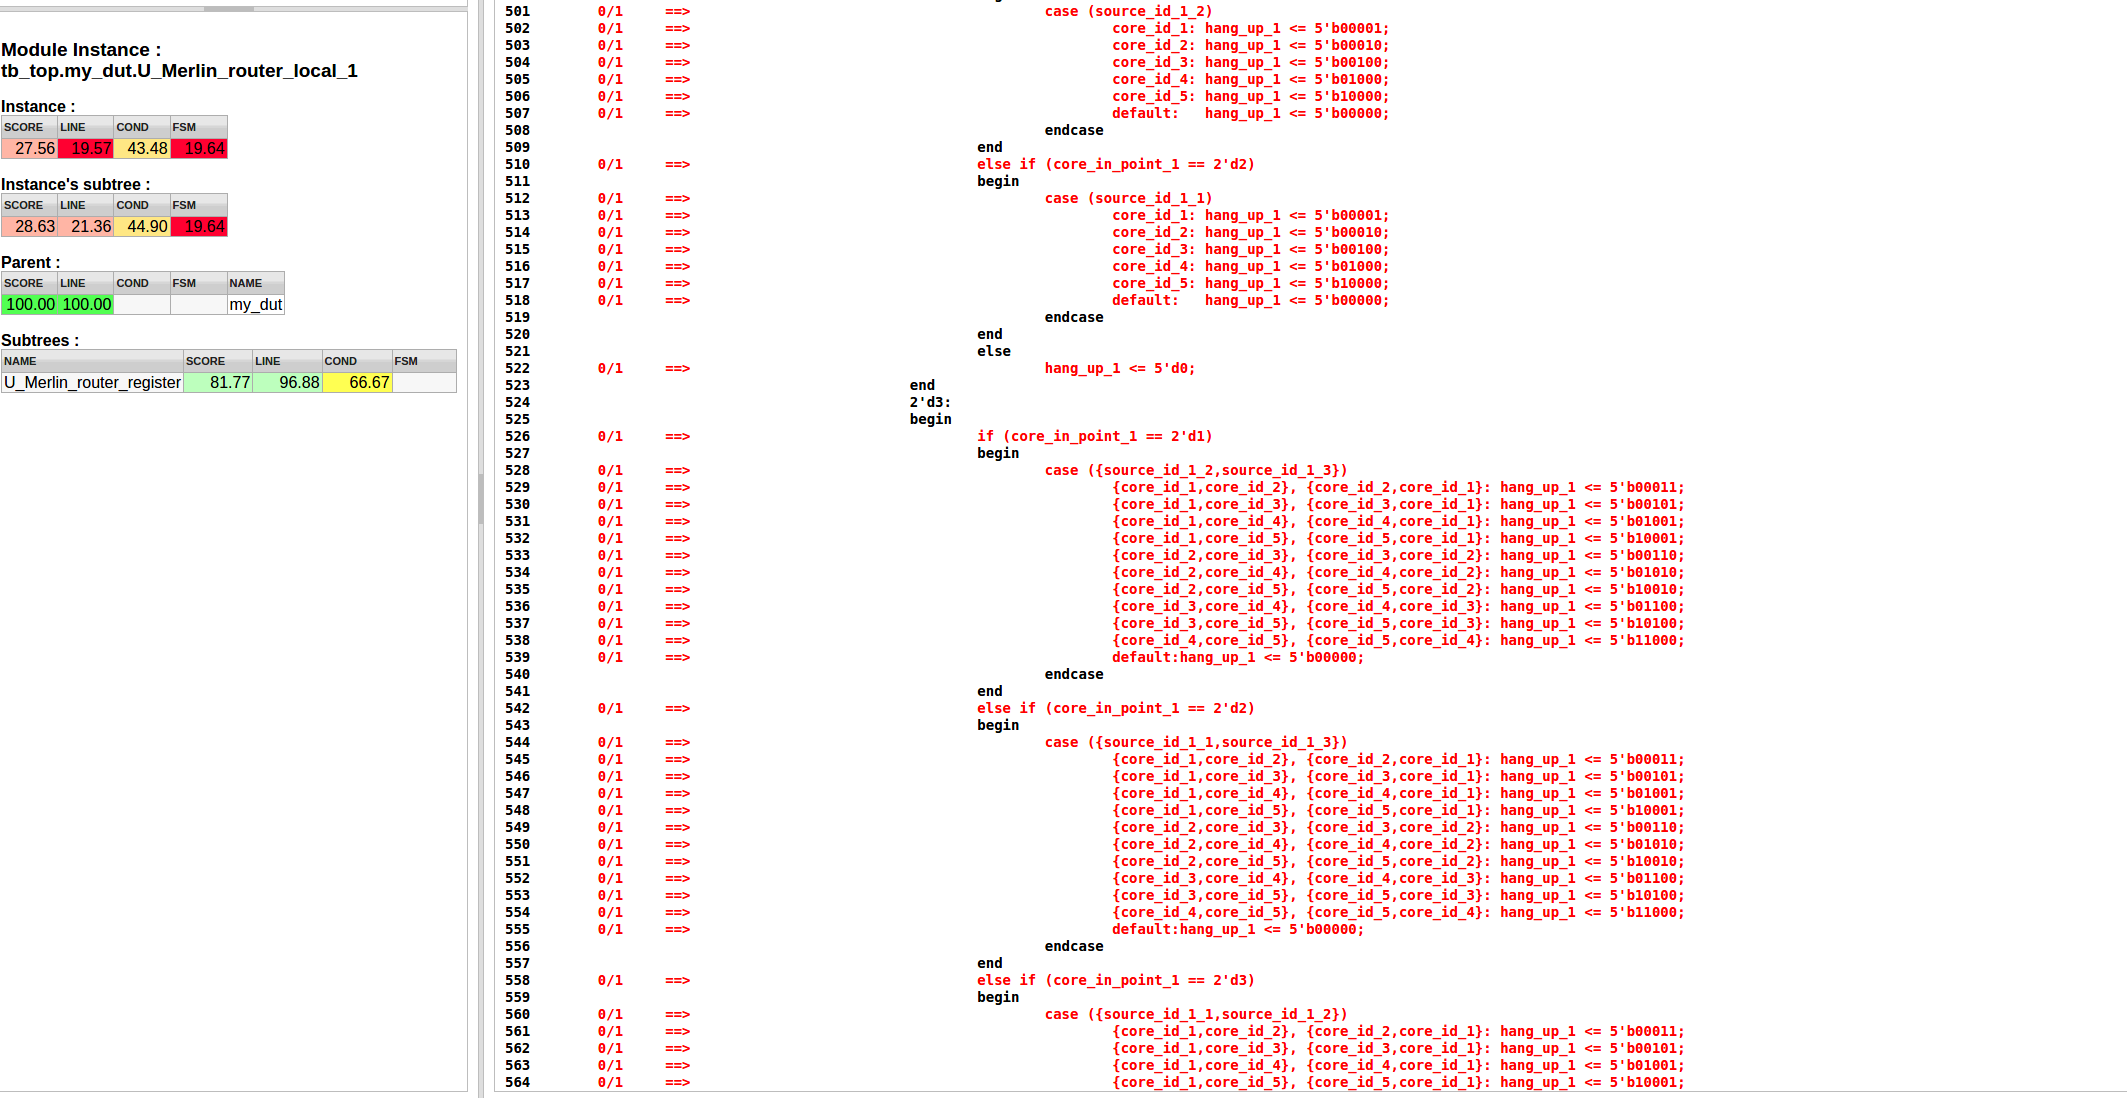 Module Instance :
tb_top.my_dut.U_Merlin_router_local_1
Instance :
SCORE LINE COND FSM
27.56 19.57 43.48 19.64
Instance's subtree :
SCORE LINE COND FSM
28.63 21.36 44.90 19.64
Parent :
SCORE LINE COND FSM NAME
100.00 100.00 my_dut
Subtrees :
NAME SCORE LINE COND FSM
U_Merlin_router_register 81.77 96.88 66.67
501 0/1 ==> case (source_id_1_2)
502 0/1 ==> core_id_1: hang_up_1 <= 5'b00001;
503 0/1 ==> core_id_2: hang_up_1 <= 5'b00010;
504 0/1 ==> core_id_3: hang_up_1 <= 5'b00100;
505 0/1 ==> core_id_4: hang_up_1 <= 5'b01000;
506 0/1 ==> core_id_5: hang_up_1 <= 5'b10000;
507 0/1 ==> default: hang_up_1 <= 5'b00000;
508 endcase
509 end
510 0/1 ==> else if (core_in_point_1 == 2'd2)
511 begin
512 0/1 ==> case (source_id_1_1)
513 0/1 ==> core_id_1: hang_up_1 <= 5'b00001;
514 0/1 ==> core_id_2: hang_up_1 <= 5'b00010;
515 0/1 ==> core_id_3: hang_up_1 <= 5'b00100;
516 0/1 ==> core_id_4: hang_up_1 <= 5'b01000;
517 0/1 ==> core_id_5: hang_up_1 <= 5'b10000;
518 0/1 ==> default: hang_up_1 <= 5'b00000;
519 endcase
520 end
521 else
522 0/1 ==> hang_up_1 <= 5'd0;
523 end
524 2'd3:
525 begin
526 0/1 ==> if (core_in_point_1 == 2'd1)
527 begin
528 0/1 ==> case ({source_id_1_2,source_id_1_3})
529 0/1 ==> {core_id_1,core_id_2}, {core_id_2,core_id_1}: hang_up_1 <= 5'b00011;
530 0/1 ==> {core_id_1,core_id_3}, {core_id_3,core_id_1}: hang_up_1 <= 5'b00101;
531 0/1 ==> {core_id_1,core_id_4}, {core_id_4,core_id_1}: hang_up_1 <= 5'b01001;
532 0/1 ==> {core_id_1,core_id_5}, {core_id_5,core_id_1}: hang_up_1 <= 5'b10001;
533 0/1 ==> {core_id_2,core_id_3}, {core_id_3,core_id_2}: hang_up_1 <= 5'b00110;
534 0/1 ==> {core_id_2,core_id_4}, {core_id_4,core_id_2}: hang_up_1 <= 5'b01010;
535 0/1 ==> {core_id_2,core_id_5}, {core_id_5,core_id_2}: hang_up_1 <= 5'b10010;
536 0/1 ==> {core_id_3,core_id_4}, {core_id_4,core_id_3}: hang_up_1 <= 5'b01100;
537 0/1 ==> {core_id_3,core_id_5}, {core_id_5,core_id_3}: hang_up_1 <= 5'b10100;
538 0/1 ==> {core_id_4,core_id_5}, {core_id_5,core_id_4}: hang_up_1 <= 5'b11000;
539 0/1 ==> default:hang_up_1 <= 5'b00000;
540 endcase
541 end
542 0/1 ==> else if (core_in_point_1 == 2'd2)
543 begin
544 0/1 ==> case ({source_id_1_1,source_id_1_3})
545 0/1 ==> {core_id_1,core_id_2}, {core_id_2,core_id_1}: hang_up_1 <= 5'b00011;
546 0/1 ==> {core_id_1,core_id_3}, {core_id_3,core_id_1}: hang_up_1 <= 5'b00101;
547 0/1 ==> {core_id_1,core_id_4}, {core_id_4,core_id_1}: hang_up_1 <= 5'b01001;
548 0/1 ==> {core_id_1,core_id_5}, {core_id_5,core_id_1}: hang_up_1 <= 5'b10001;
549 0/1 ==> {core_id_2,core_id_3}, {core_id_3,core_id_2}: hang_up_1 <= 5'b00110;
550 0/1 ==> {core_id_2,core_id_4}, {core_id_4,core_id_2}: hang_up_1 <= 5'b01010;
551 0/1 ==> {core_id_2,core_id_5}, {core_id_5,core_id_2}: hang_up_1 <= 5'b10010;
552 0/1 ==> {core_id_3,core_id_4}, {core_id_4,core_id_3}: hang_up_1 <= 5'b01100;
553 0/1 ==> {core_id_3,core_id_5}, {core_id_5,core_id_3}: hang_up_1 <= 5'b10100;
554 0/1 ==> {core_id_4,core_id_5}, {core_id_5,core_id_4}: hang_up_1 <= 5'b11000;
555 0/1 ==> default:hang_up_1 <= 5'b00000;
556 endcase
557 end
558 0/1 ==> else if (core_in_point_1 == 2'd3)
559 begin
560 0/1 ==> case ({source_id_1_1,source_id_1_2})
561 0/1 ==> {core_id_1,core_id_2}, {core_id_2,core_id_1}: hang_up_1 <= 5'b00011;
562 0/1 ==> {core_id_1,core_id_3}, {core_id_3,core_id_1}: hang_up_1 <= 5'b00101;
563 0/1 ==> {core_id_1,core_id_4}, {core_id_4,core_id_1}: hang_up_1 <= 5'b01001;
564 0/1 ==> {core_id_1,core_id_5}, {core_id_5,core_id_1}: hang_up_1 <= 5'b10001;